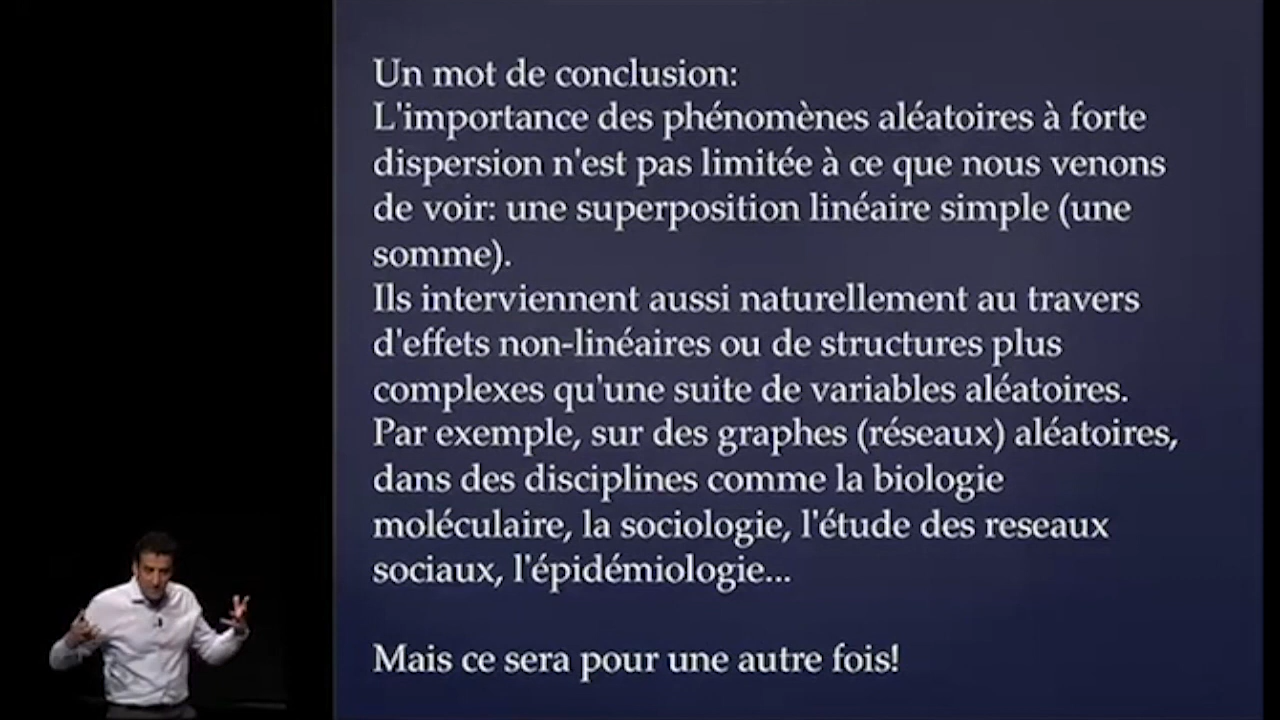 Un mot de conclusion:
L'importance des phénomènes aléatoires à forte
dispersion n'est pas limitée à ce que nous venons
de voir: une superposition linéaire simple (une
somme).
Ils interviennent aussi naturellement au travers
d'effets non-linéaires ou de structures plus
complexes qu'une suite de variables aléatoires.
Par exemple, sur des graphes (réseaux) aléatoires,
dans des disciplines comme la biologie
moléculaire, la sociologie, l'étude des reseaux
sociaux, l'épidémiologie...
Mais ce sera pour une autre fois!